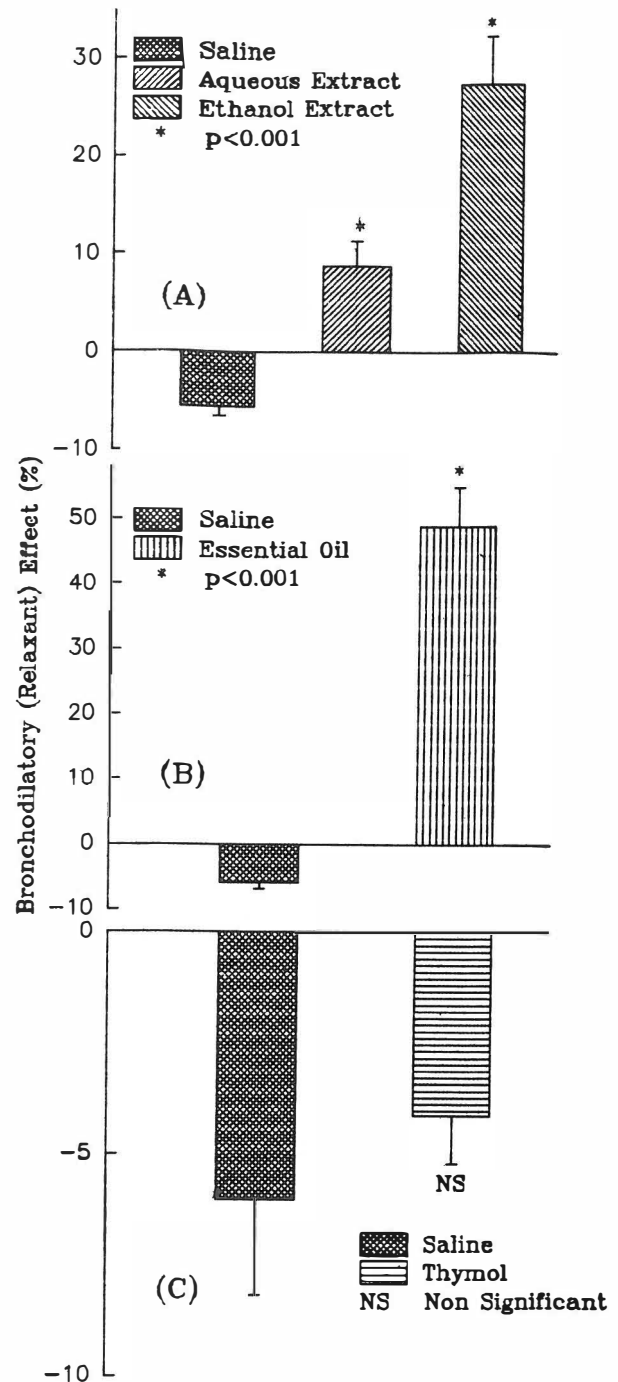 Bronchodilatory (Relaxant) Effect (%)
30
20
10
0
-10
Saline
Aqueous Extract
Ethanol Extract
* p<0.001
*
*
(A)
50
40
30
20
10
0
-10
Saline
Essential Oil
* p<0.001
*
(B)
0
-5
-10
NS
Saline
Thymol
NS Non Significant
(C)